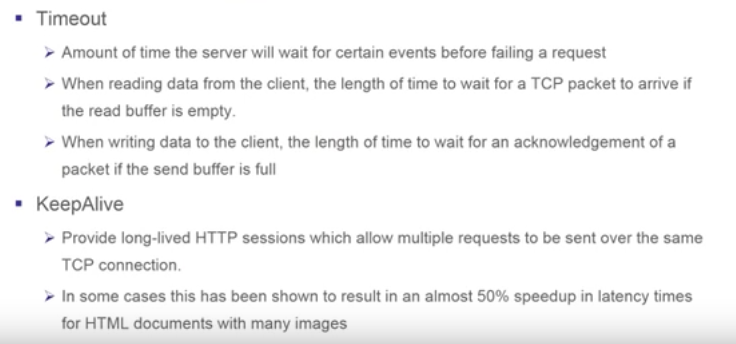 Timeout
Amount of time the server will wait for certain events before failing a request
When reading data from the client, the length of time to wait for a TCP packet to arrive if
the read buffer is empty.
When writing data to the client, the length of time to wait for an acknowledgement of a
packet if the send buffer is full
KeepAlive
Provide long-lived HTTP sessions which allow multiple requests to be sent over the same
TCP connection.
In some cases this has been shown to result in an almost 50% speedup in latency times
for HTML documents with many images